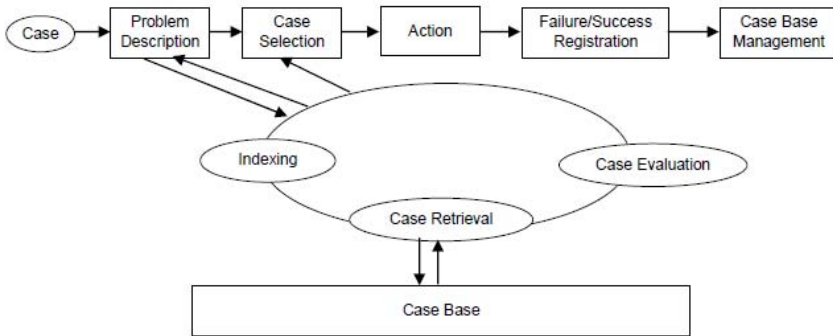 Case
Problem
Description
Case
Selection
Action
Failure/Success
Registration
Case Base
Management
Indexing
Case Evaluation
Case Retrieval
Case Base